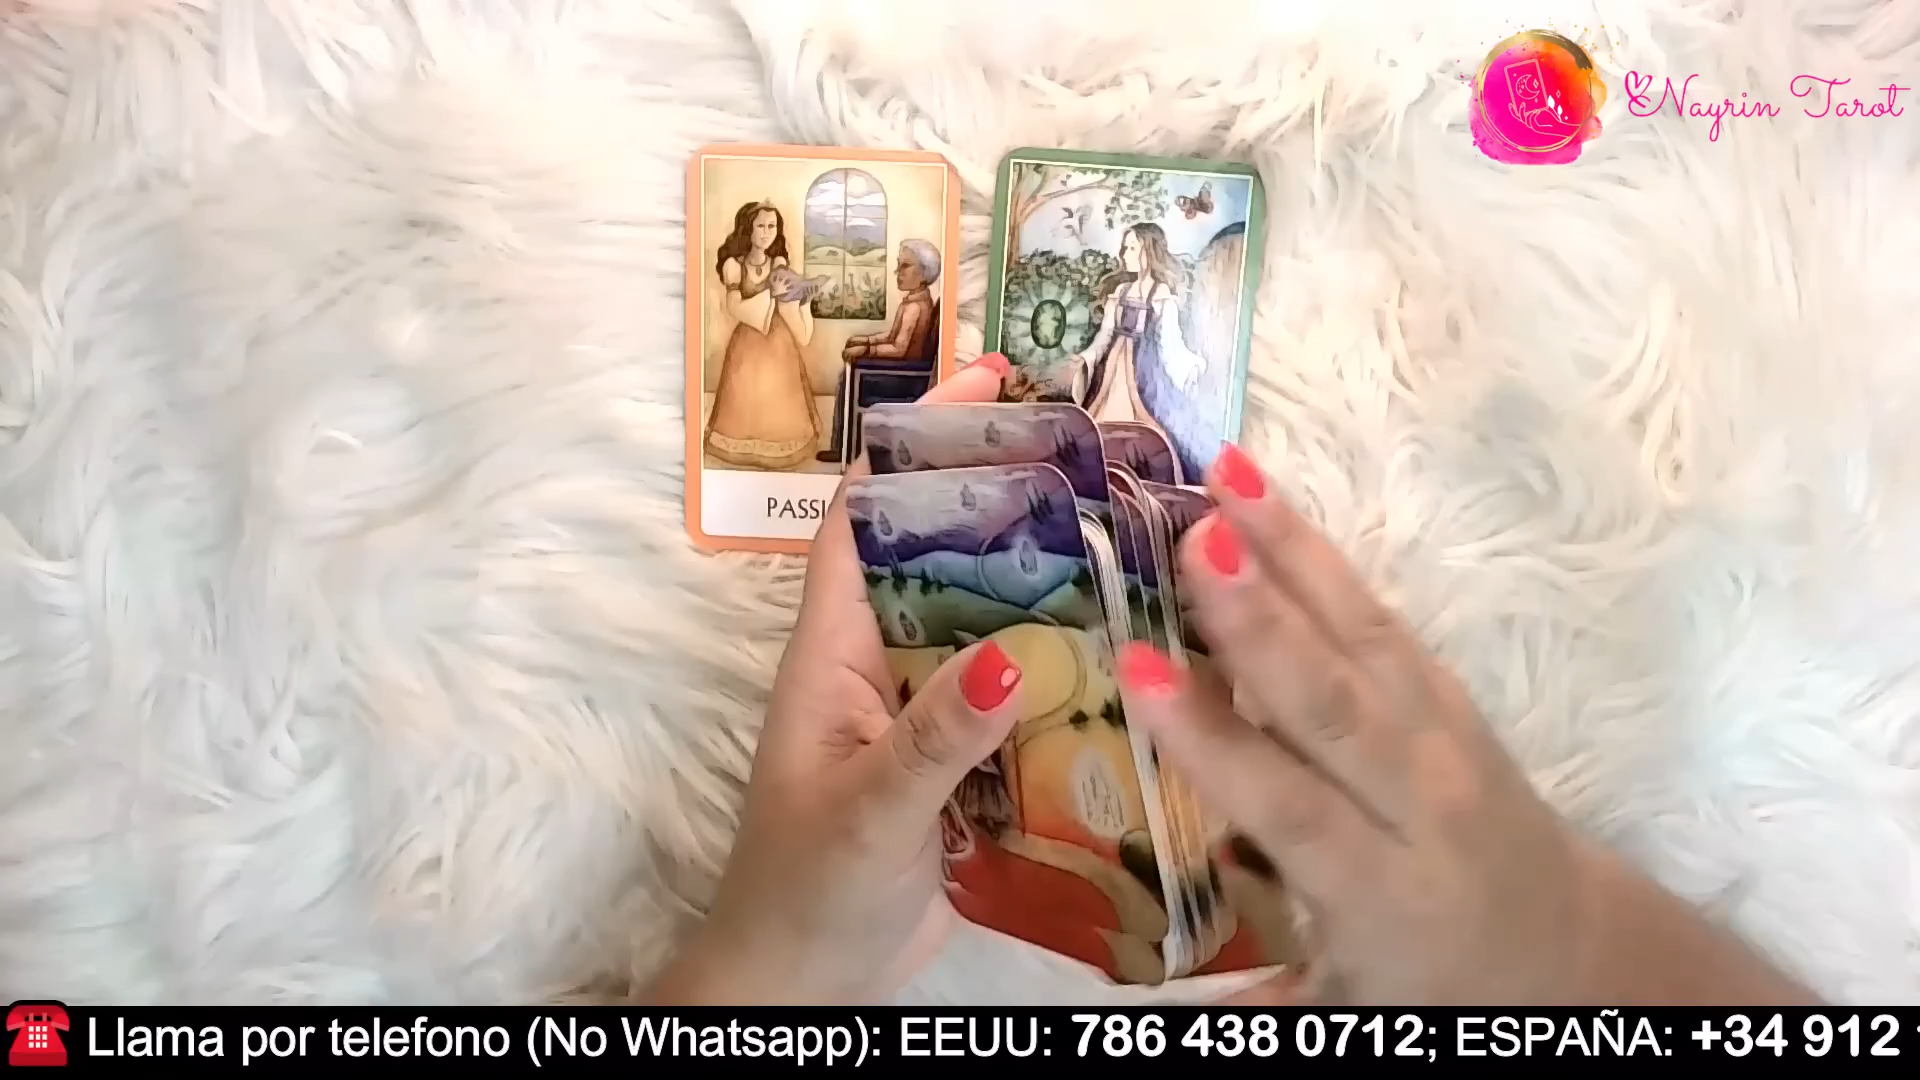 Nayrin Tarot
PASSI
Llama por telefono (No Whatsapp): EEUU: 786 438 0712; ESPAÑA: +34 912